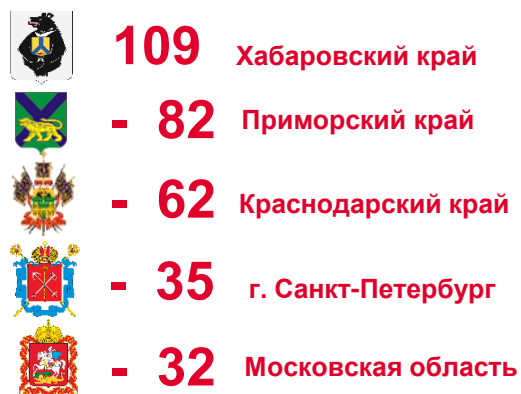 109 Хабаровский край
- 82 Приморский край
- 62 Краснодарский край
- 35 г. Санкт-Петербург
- 32 Московская область